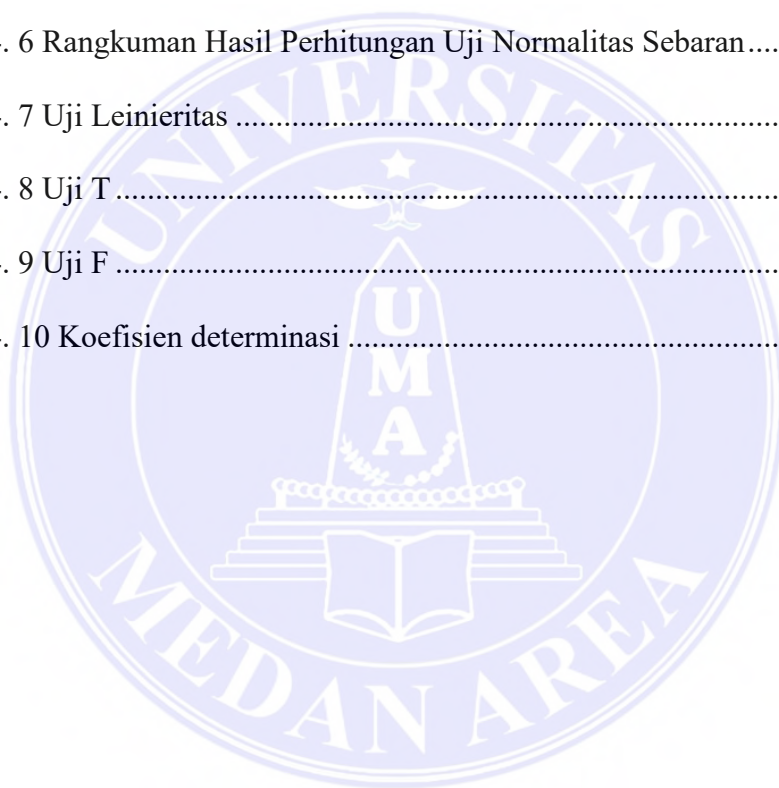 . 6 Rangkuman Hasil Perhitungan Uji Normalitas Sebaran....
. 7 Uji Leinieritas ...................................................................
. 8 Uji T ..................................................................................
. 9 Uji F ..................................................................................
. 10 Koefisien determinasi .....................................................
UNIVERSITAS
UMA
MEDAN AREA